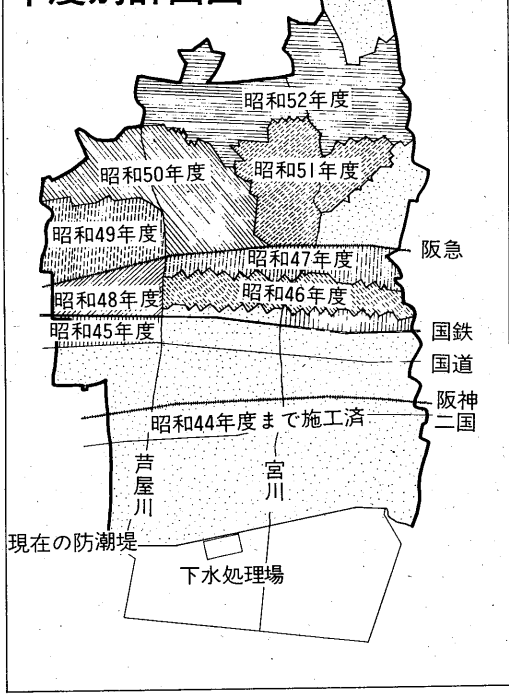 年度別計画図
昭和52年度
昭和50年度
昭和51年度
昭和49年度
阪急
昭和47年度
昭和48年度
昭和46年度
昭和45年度
国鉄
国道
阪神
昭和44年度まで施工済
二国
芦屋川
宮川
現在の防潮堤
下水処理場